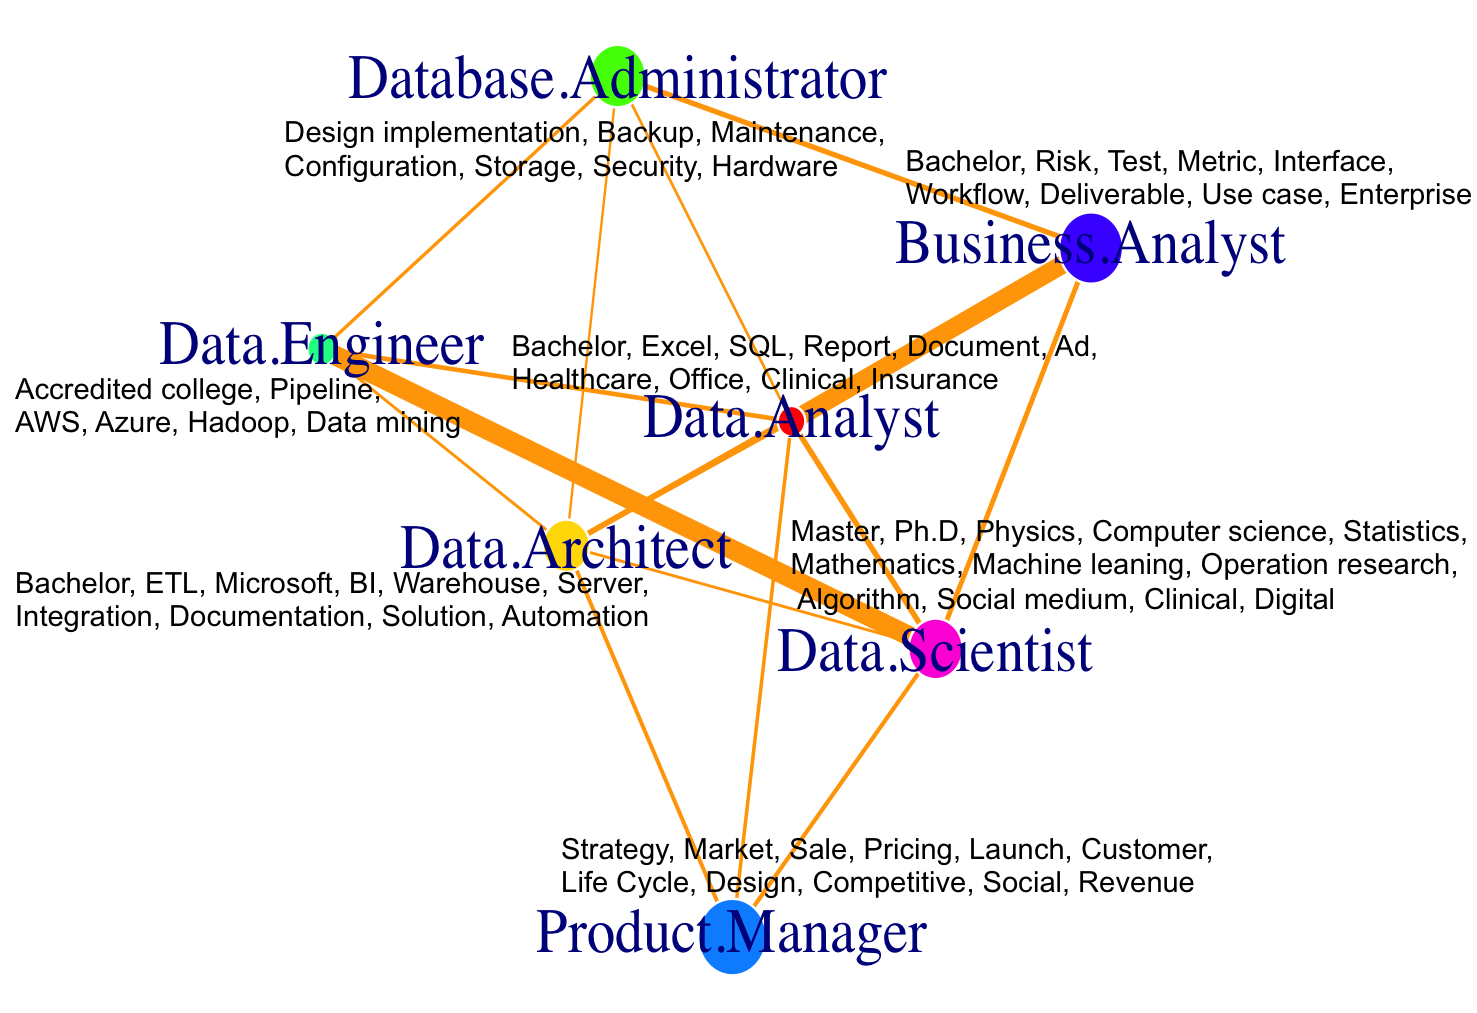 Database.Administrator
Design implementation, Backup, Maintenance,
Configuration, Storage, Security, Hardware
Bachelor, Risk, Test, Metric, Interface,
Workflow, Deliverable, Use case, Enterprise
Business.Analyst
Data.Engineer
Accredited college, Pipeline,
AWS, Azure, Hadoop, Data mining
Bachelor, Excel, SQL, Report, Document, Ad,
Healthcare, Office, Clinical, Insurance
Data.Analyst
Data.Architect
Bachelor, ETL, Microsoft, BI, Warehouse, Server,
Integration, Documentation, Solution, Automation
Master, Ph.D, Physics, Computer science, Statistics,
Mathematics, Machine leaning, Operation research,
Algorithm, Social medium, Clinical, Digital
Data.Scientist
Strategy, Market, Sale, Pricing, Launch, Customer,
Life Cycle, Design, Competitive, Social, Revenue
Product.Manager